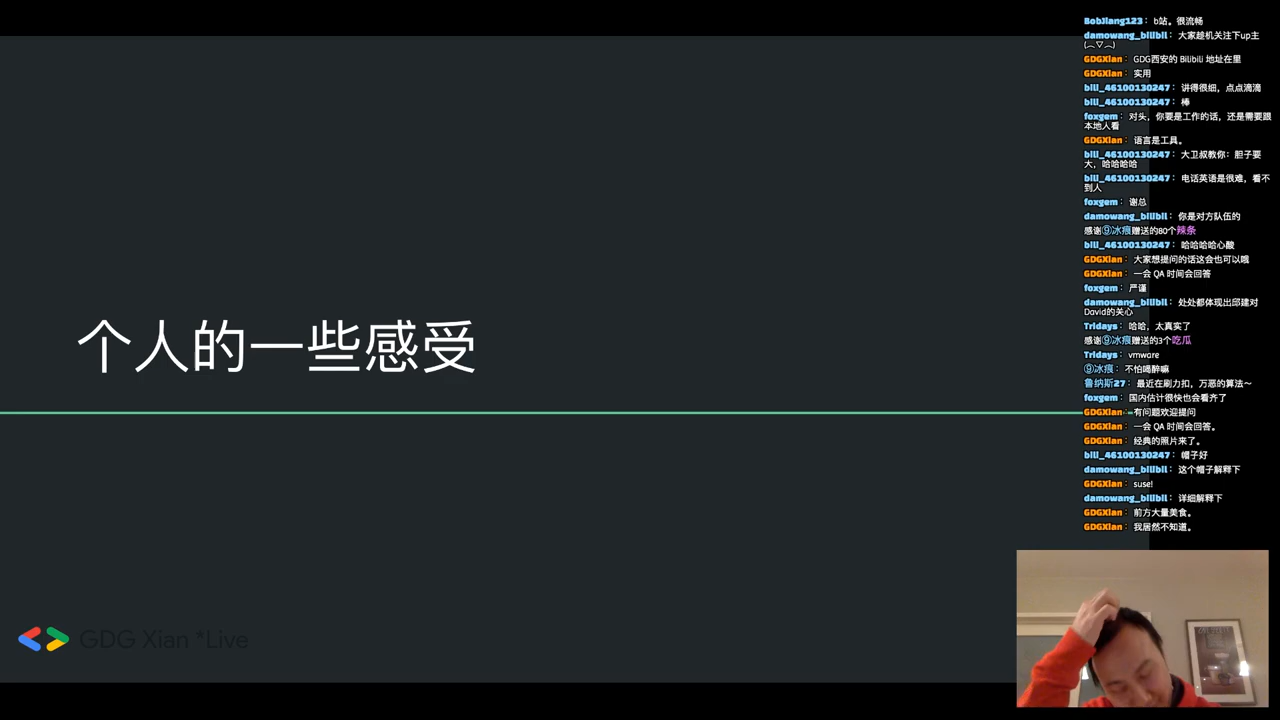 个人的一些感受
GDG Xian *Live
BobJiang123： b站。很流畅
damowang_bilibili： 大家趁机关注下up主
(︶▽︶)
GDGXian： GDG西安的 Bilibili 地址在里
GDGXian： 实用
bili_46100130247： 讲得很细，点点滴滴
bili_46100130247： 棒
foxgem： 对头，你要是工作的话，还是需要跟
本地人看
GDGXian： 语言是工具。
bili_46100130247： 大卫叔教你：胆子要
大，哈哈哈哈
bili_46100130247： 电话英语是很难，看不
到人
foxgem： 谢总
damowang_bilibili： 你是对方队伍的
感谢⑨冰痕赠送的80个辣条
bili_46100130247： 哈哈哈哈心酸
GDGXian： 大家想提问的话这会也可以哦
GDGXian： 一会 QA 时间会回答
foxgem： 严谨
damowang_bilibili： 处处都体现出邱建对
David的关心
Tridays： 哈哈，太真实了
感谢⑨冰痕赠送的3个吃瓜
Tridays： vmware
⑨冰痕： 不怕喝醉嘛
鲁纳斯27： 最近在刷力扣，万恶的算法～
foxgem： 国内估计很快也会看齐了
GDGXian： 有问题欢迎提问
GDGXian： 一会 QA 时间会回答。
GDGXian： 经典的照片来了。
bili_46100130247： 帽子好
damowang_bilibili： 这个帽子解释下
GDGXian： suse!
damowang_bilibili： 详细解释下
GDGXian： 前方大量美食。
GDGXian： 我居然不知道。